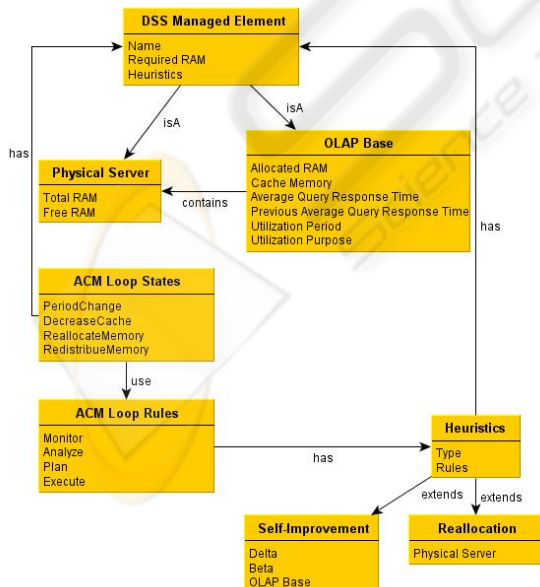 DSS Managed Element
Name
Required RAM
Heuristics
isA
isA
has
OLAP Base
Allocated RAM
Cache Memory
Average Query Response Time
Previous Average Query Response Time
Utilization Period
Utilization Purpose
Physical Server
Total RAM
Free RAM
contains
has
ACM Loop States
PeriodChange
DecreaseCache
ReallocateMemory
RedistribueMemory
use
ACM Loop Rules
Monitor
Analyze
Plan
Execute
has
Heuristics
Type
Rules
extends
extends
Self-Improvement
Delta
Beta
OLAP Base
Reallocation
Physical Server
Science